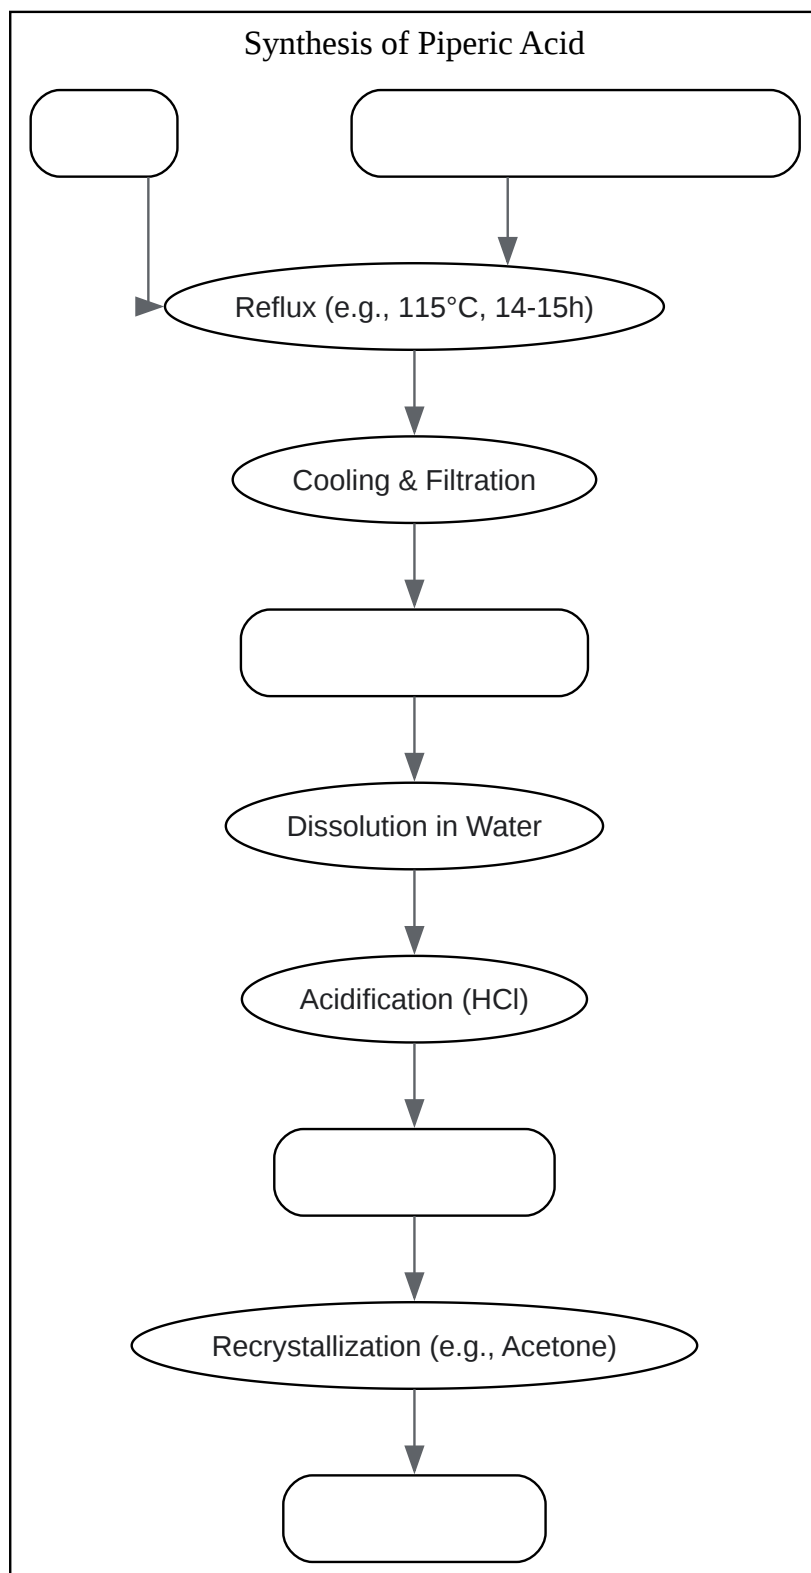 Synthesis of Piperic Acid
Reflux (e.g., 115°C, 14-15h)
Cooling & Filtration
Dissolution in Water
Acidification (HCl)
Recrystallization (e.g., Acetone)